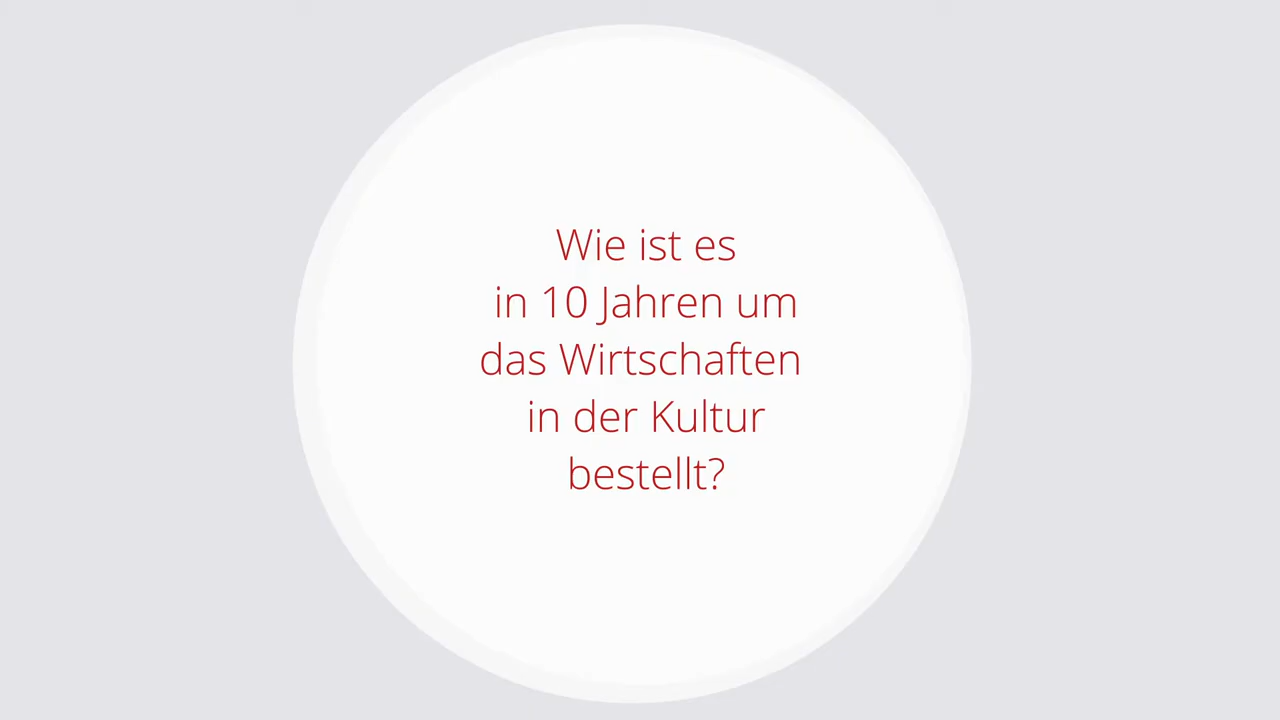 Wie ist es
in 10 Jahren um
das Wirtschaften
in der Kultur
bestellt?